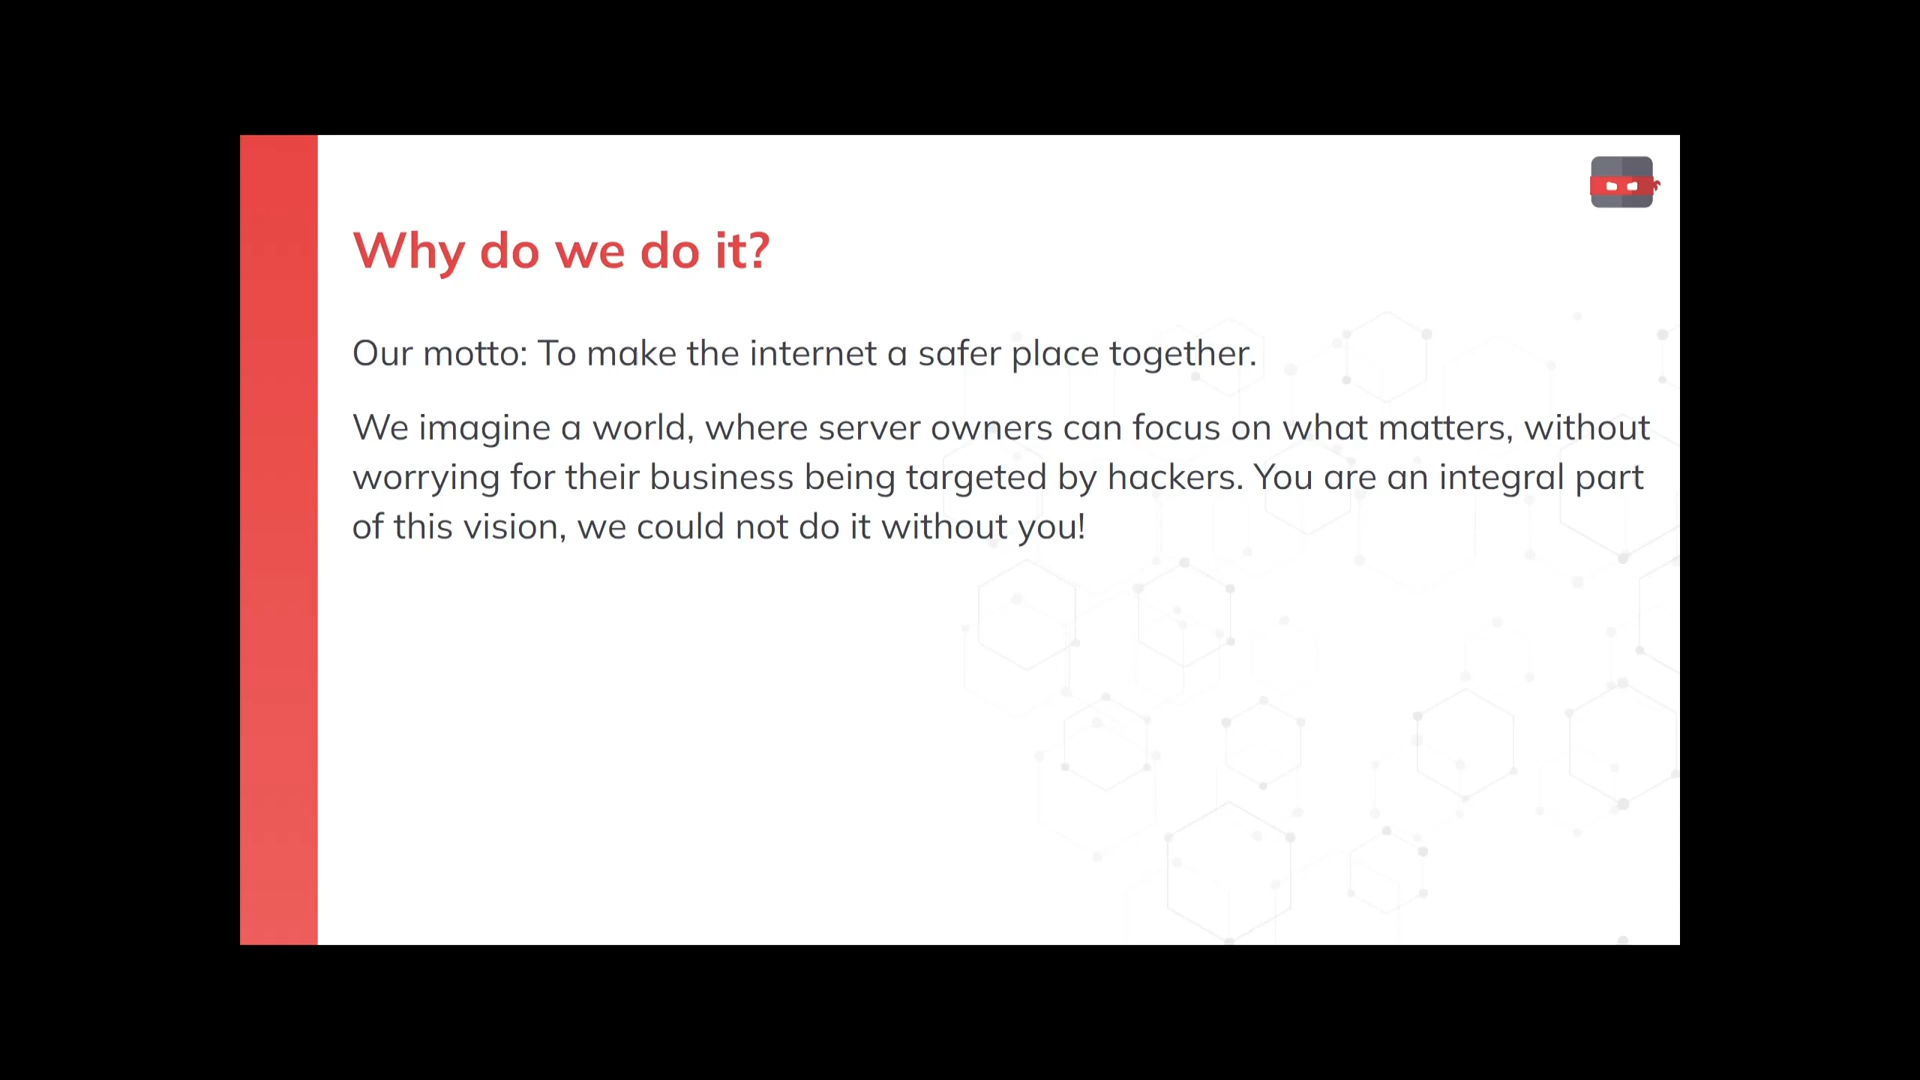 Why do we do it?
Our motto: To make the internet a safer place together.
We imagine a world, where server owners can focus on what matters, without
worrying for their business being targeted by hackers. You are an integral part
of this vision, we could not do it without you!